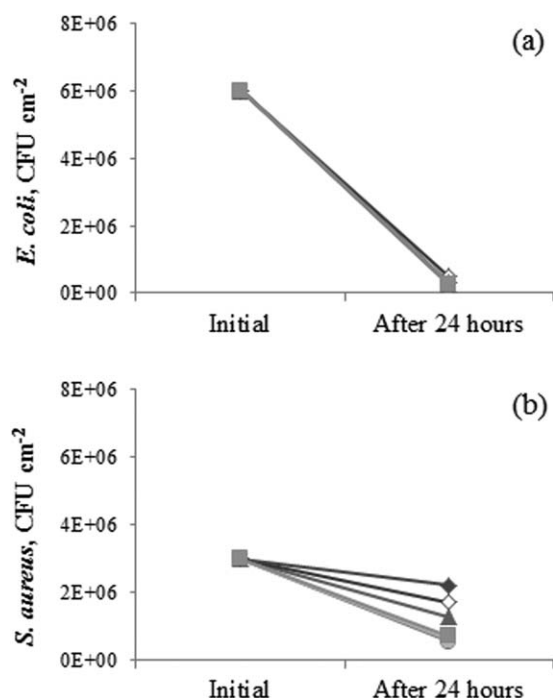 (a)
8E+06
6E+06
4E+06
2E+06
0E+00
E. coli, CFU cm-2
Initial After 24 hours
(b)
8E+06
6E+06
4E+06
2E+06
0E+00
S. aureus, CFU cm-2
Initial After 24 hours